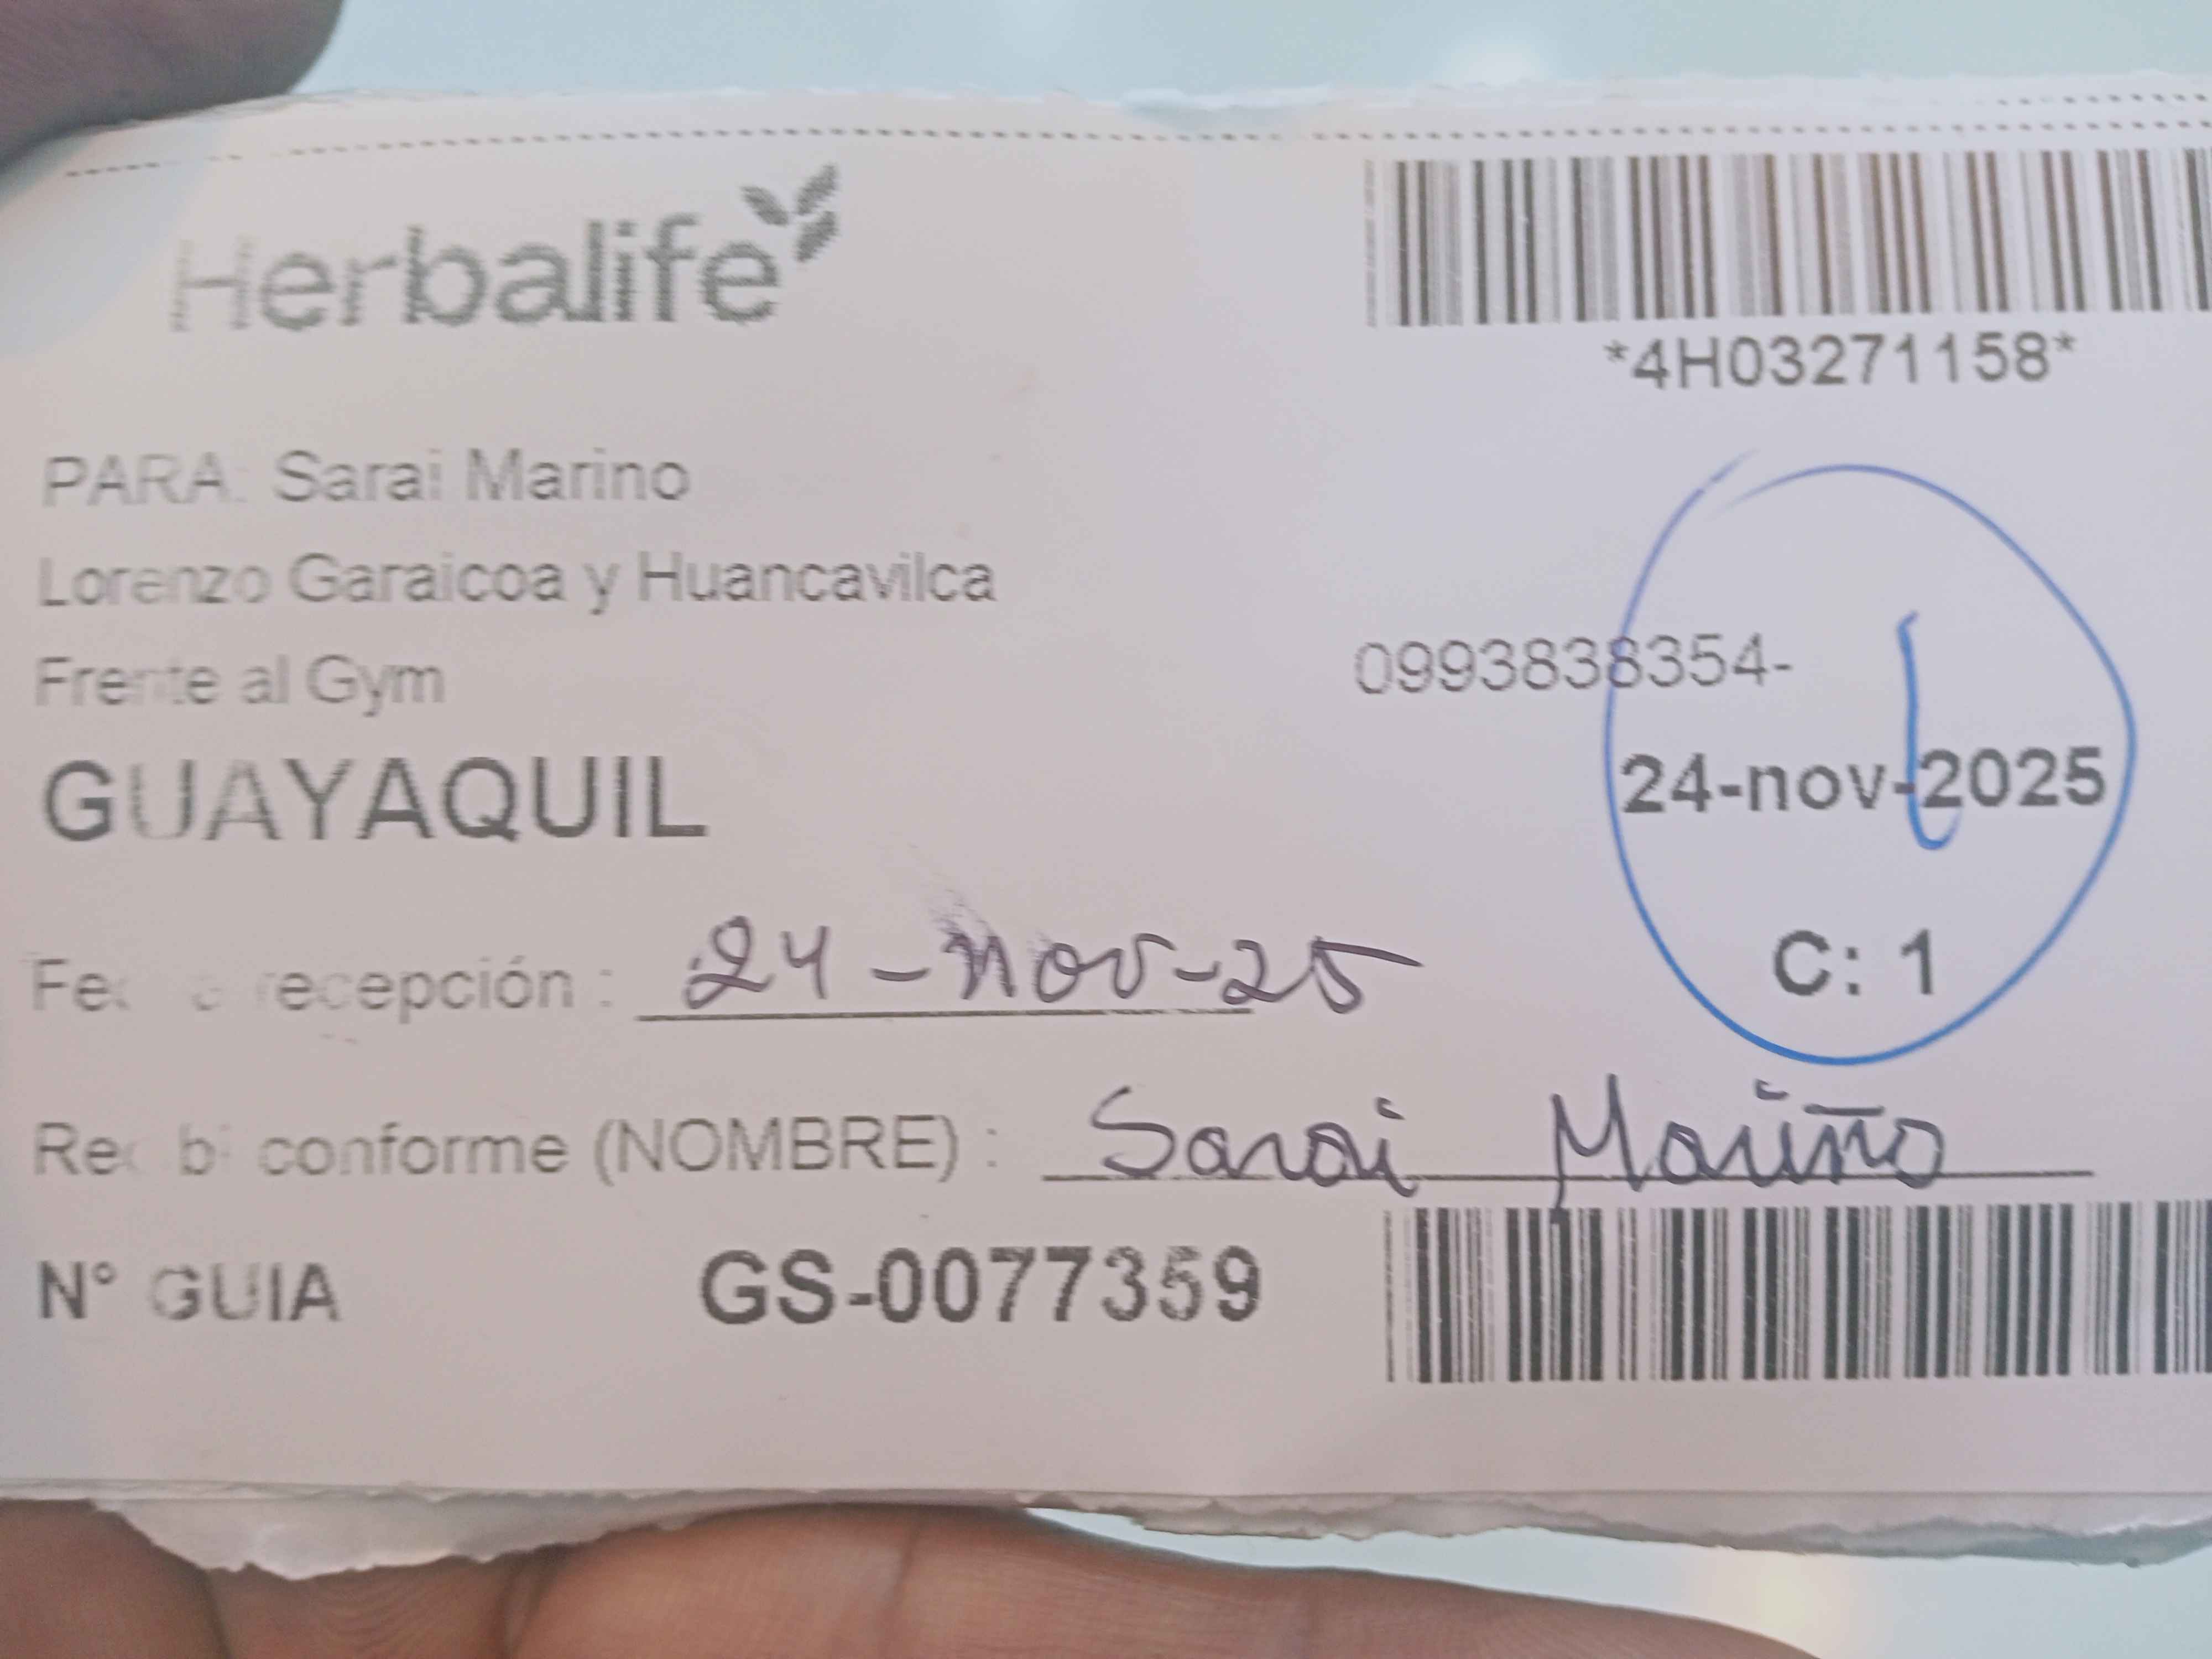 Herbalife
*4H03271158*
PARA: Sarai Marino
Lorenzo Garaicoa y Huancavilca
Frente al Gym
0993838354-
GUAYAQUIL
24-nov-2025
C: 1
recepción : 24-Nov-25
conforme (NOMBRE) : Sarai Mariño
N° GUIA GS-0077359